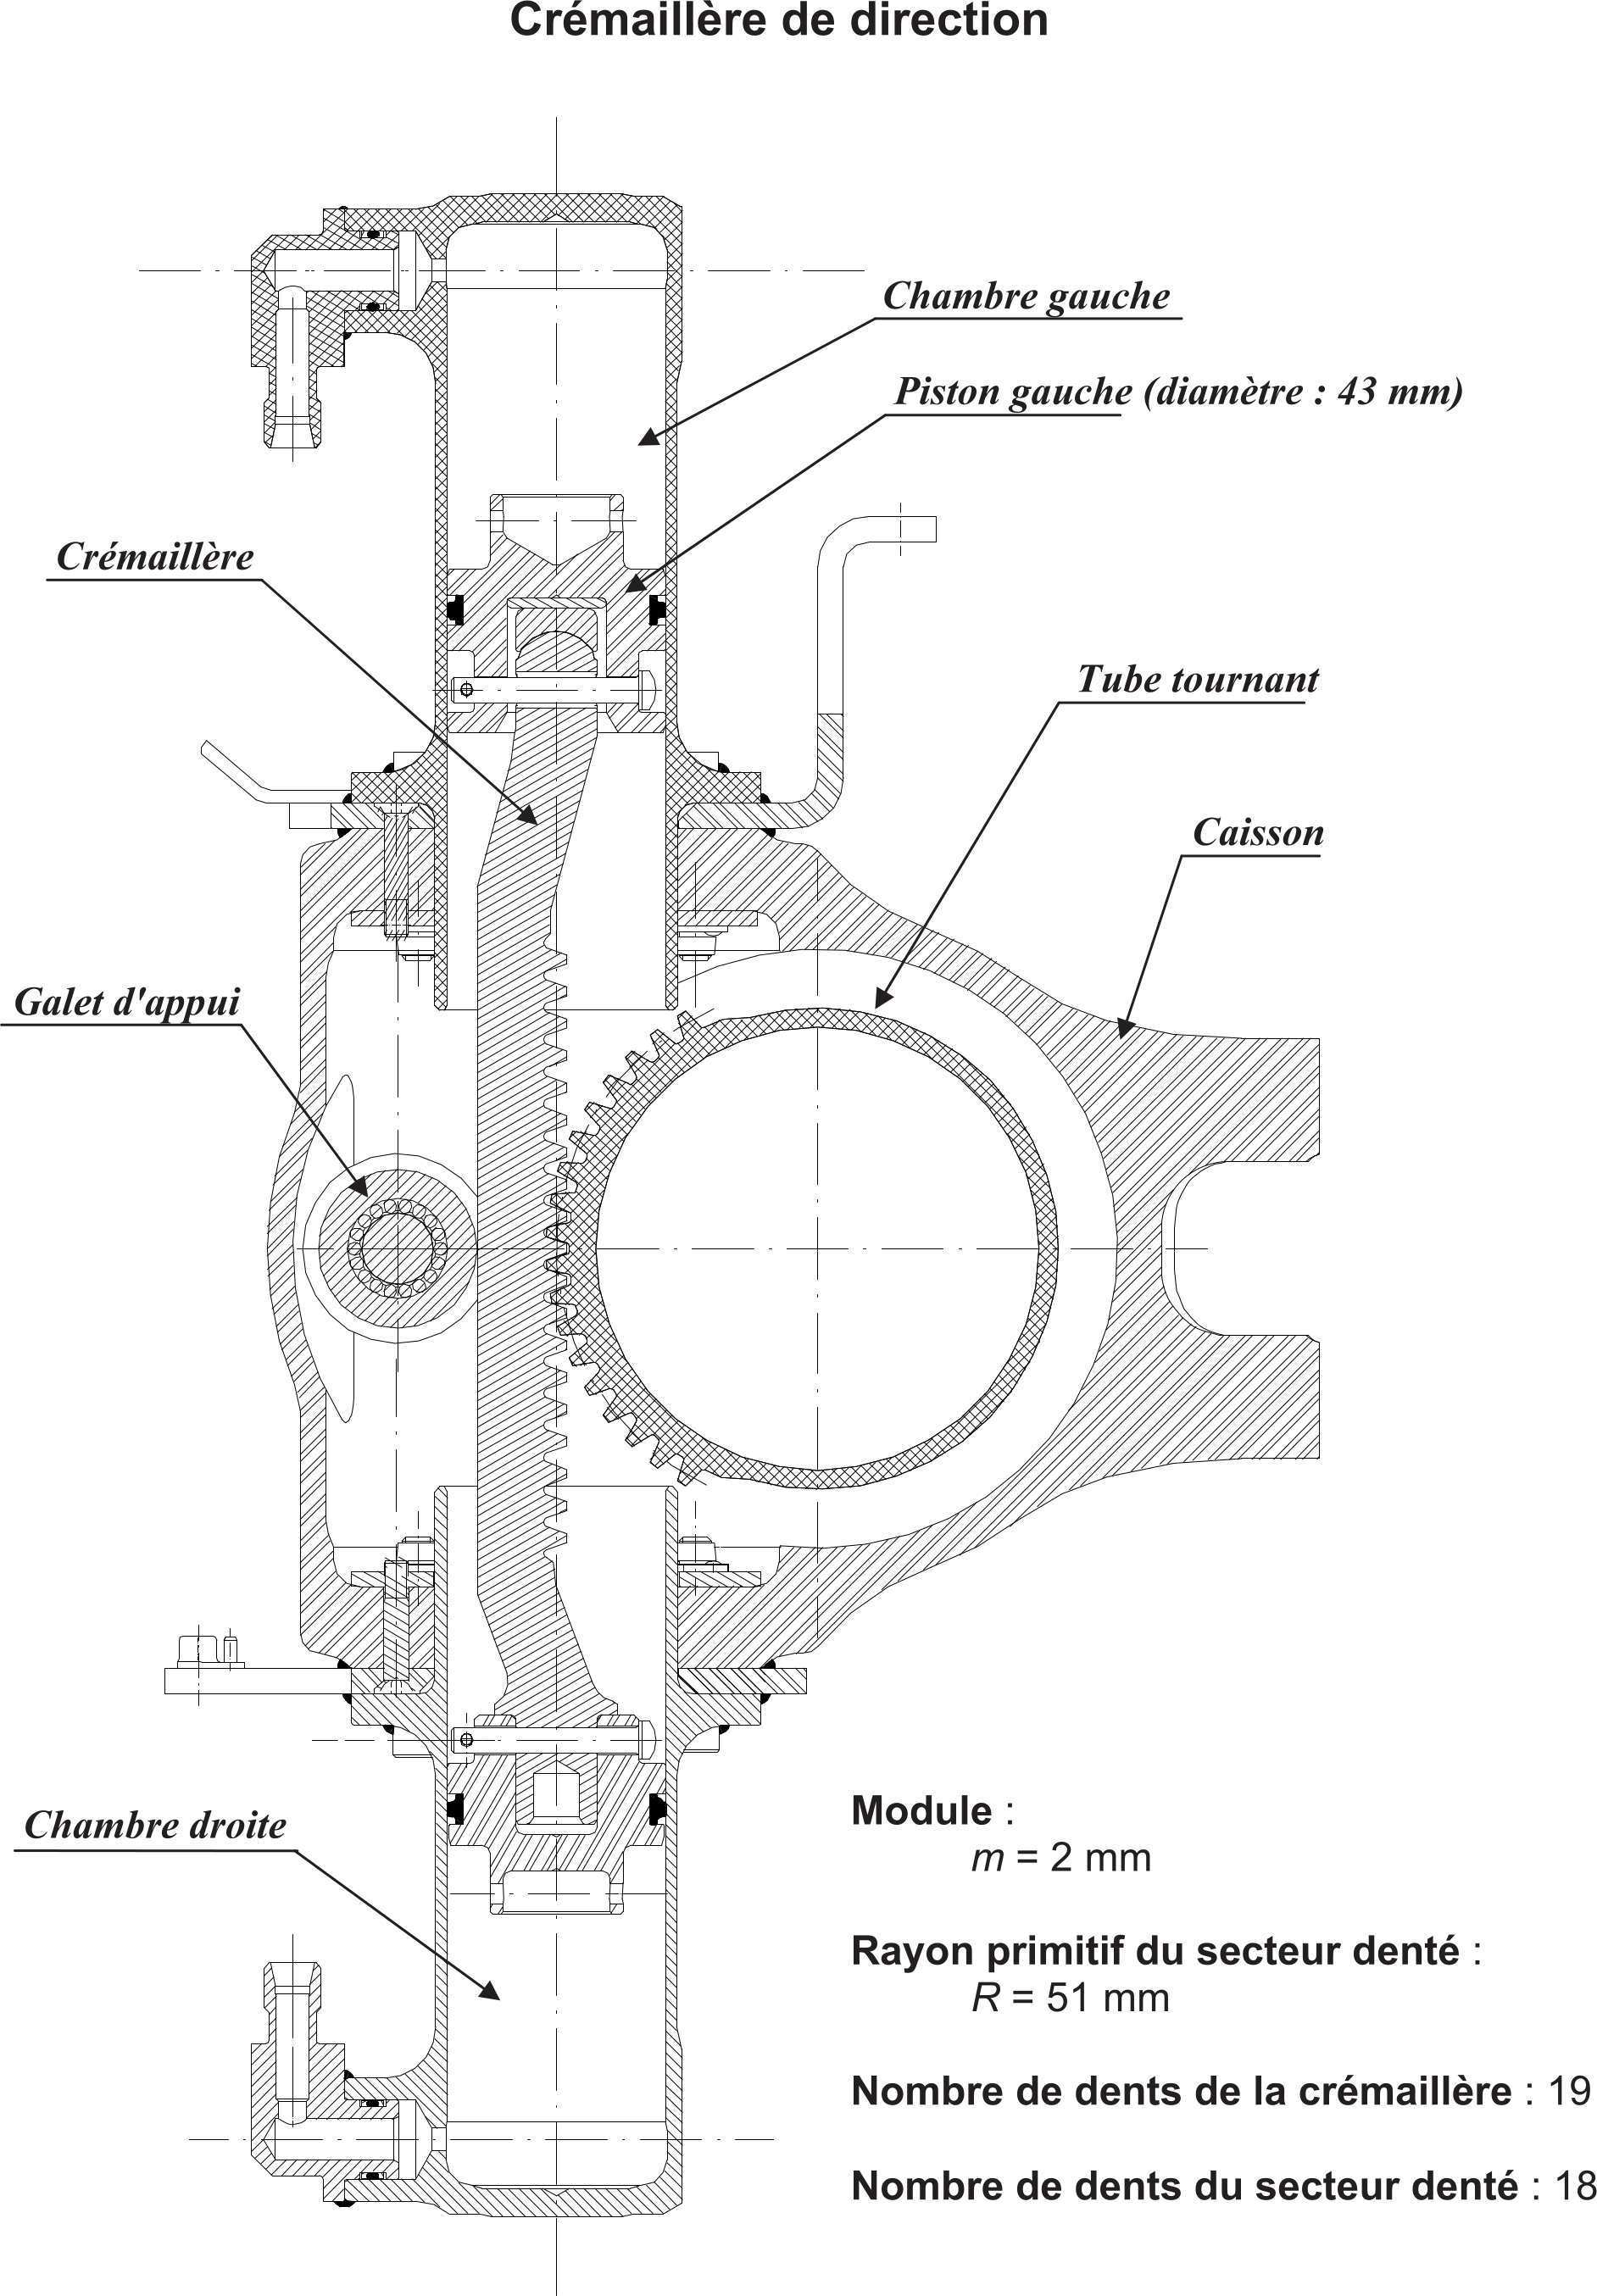 Crémaillère de direction
Chambre gauche
Piston gauche (diamètre : 43 mm)
Crémaillère
Tube tournant
Caisson
Galet d'appui
Chambre droite
Module :
m = 2 mm
Rayon primitif du secteur denté :
R = 51 mm
Nombre de dents de la crémaillère : 19
Nombre de dents du secteur denté : 18